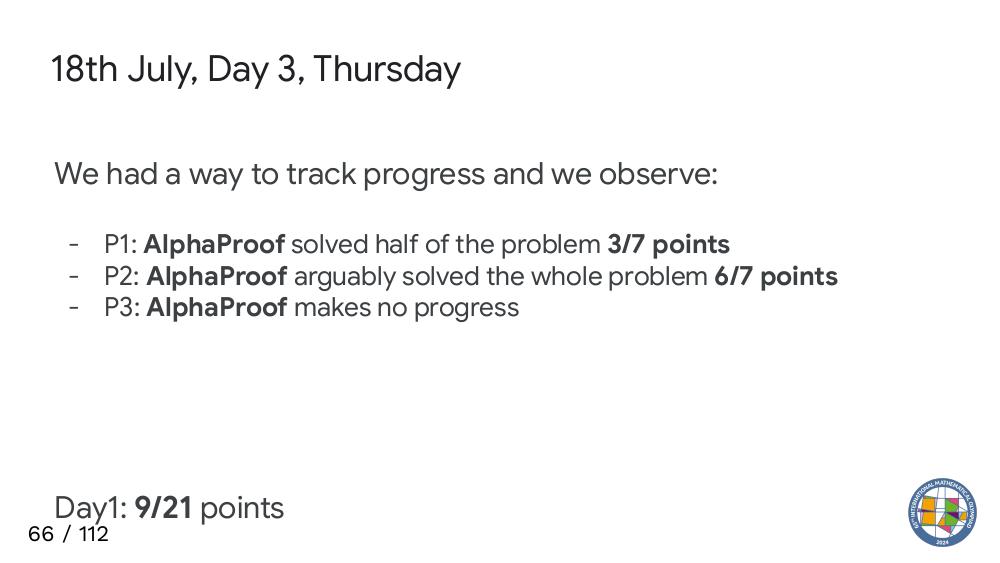 18th July, Day 3, Thursday
We had a way to track progress and we observe:
- P1: AlphaProof solved half of the problem 3/7 points
- P2: AlphaProof arguably solved the whole problem 6/7 points
- P3: AlphaProof makes no progress
Day1: 9/21 points
66 / 112
INTERNATIONAL MATHEMATICAL OLYMPIAD
2024